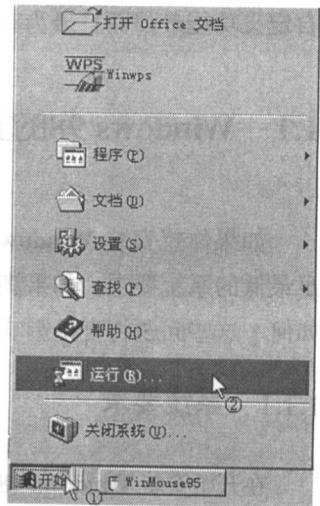 打开 Office 文档
WPS
Winwps
程序(P)
文档(D)
设置(S)
查找(F)
帮助(H)
运行(R)...
②
关闭系统(U)...
开始
①
WinMouse95